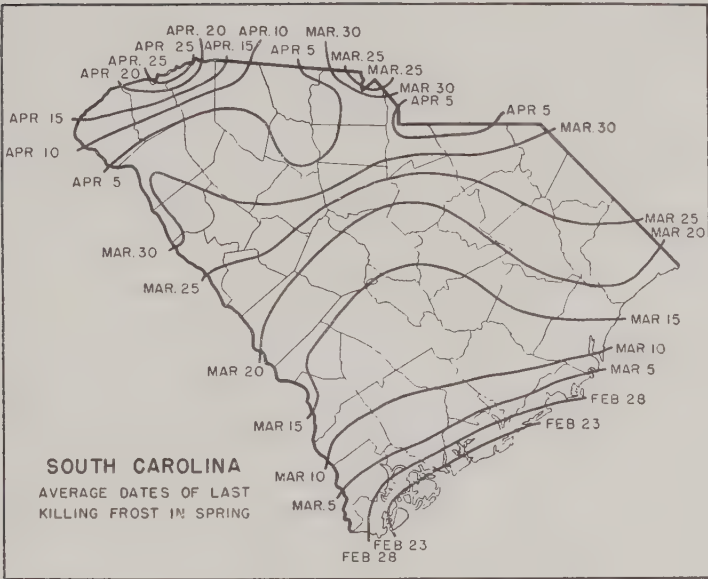 APR. 20
APR. 10
MAR. 30
APR. 25
APR. 15
APR. 5
MAR. 25
APR. 25
MAR. 25
APR. 20
MAR 30
APR 5
APR 15
APR 5
MAR. 30
APR 10
APR 5
MAR. 25
MAR. 20
MAR. 30
MAR. 25
MAR 15
MAR 10
MAR 20
MAR 5
FEB 28
MAR 15
FEB 23
SOUTH CAROLINA
MAR 10
AVERAGE DATES OF LAST
KILLING FROST IN SPRING
MAR. 5
FEB 23
FEB 28